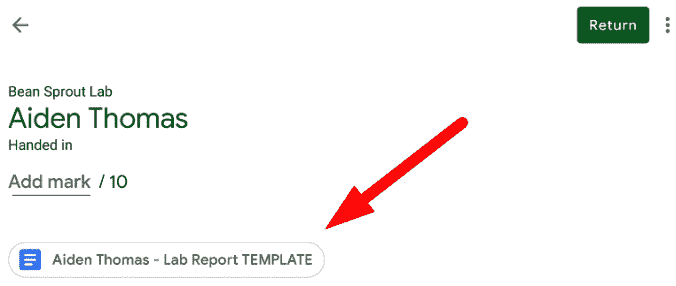 Return
Bean Sprout Lab
Aiden Thomas
Handed in
Add mark / 10
Aiden Thomas - Lab Report TEMPLATE